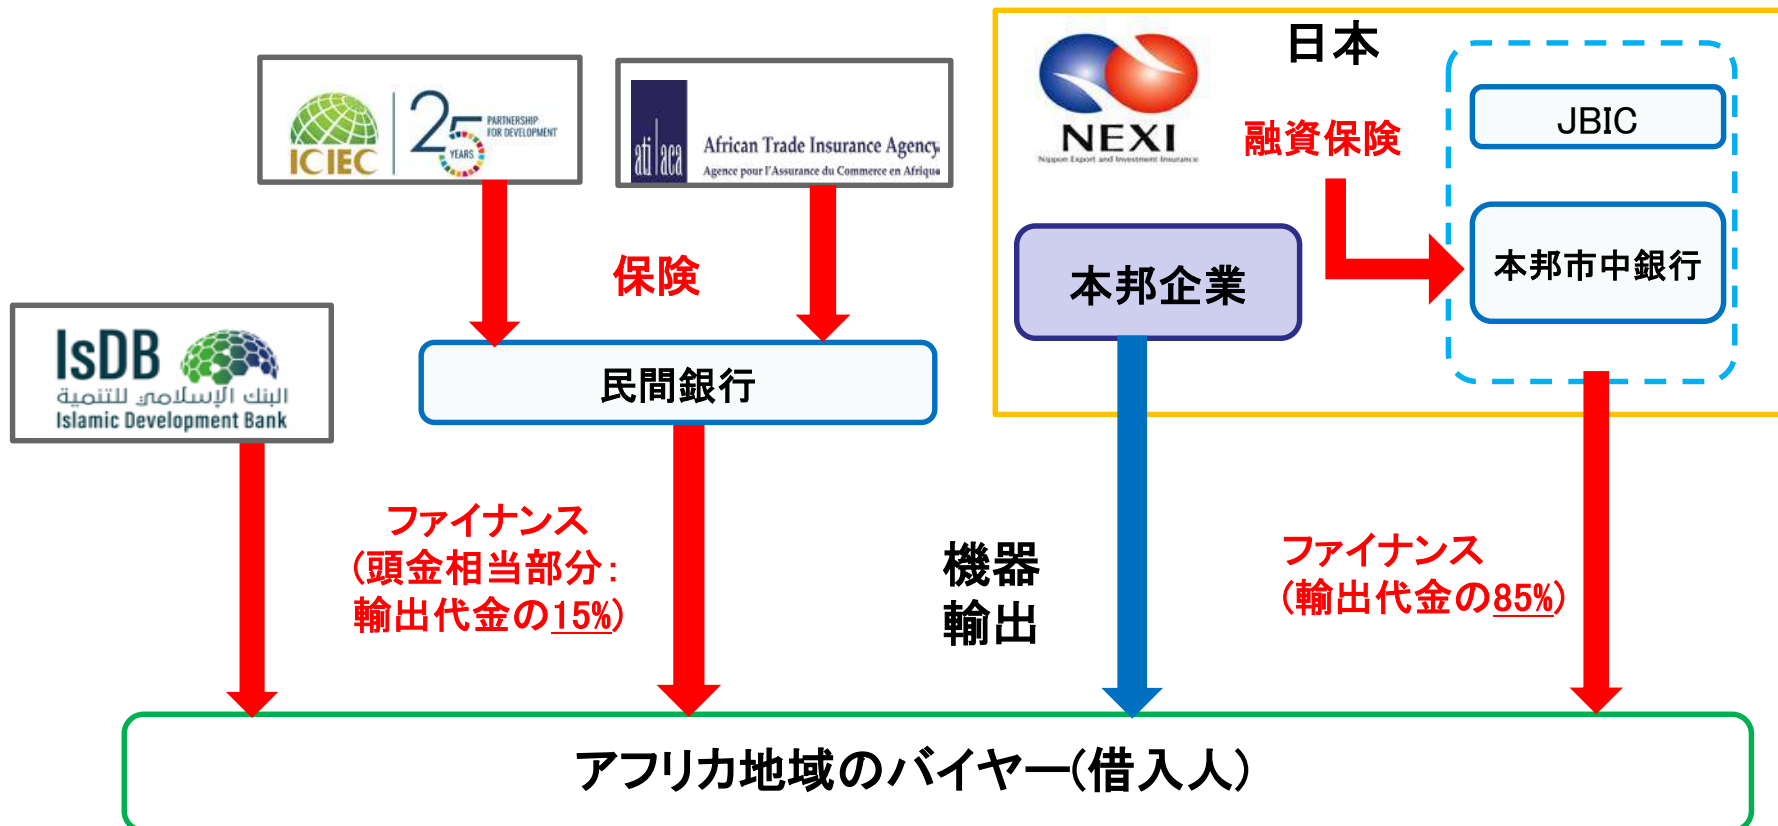 日本
ICIEC
25
YEARS
PARTNERSHIP
FOR DEVELOPMENT
ati aca
African Trade Insurance Agency
Agence pour l'Assurance du Commerce en Afrique
NEXI
Nippon Export and Investment Insurance
融資保険
JBIC
本邦市中銀行
本邦企業
保険
民間銀行
IsDB
البنك الإسلامي للتنمية
Islamic Development Bank
ファイナンス
(頭金相当部分:
輸出代金の15%)
機器
輸出
ファイナンス
(輸出代金の85%)
アフリカ地域のバイヤー(借入人)